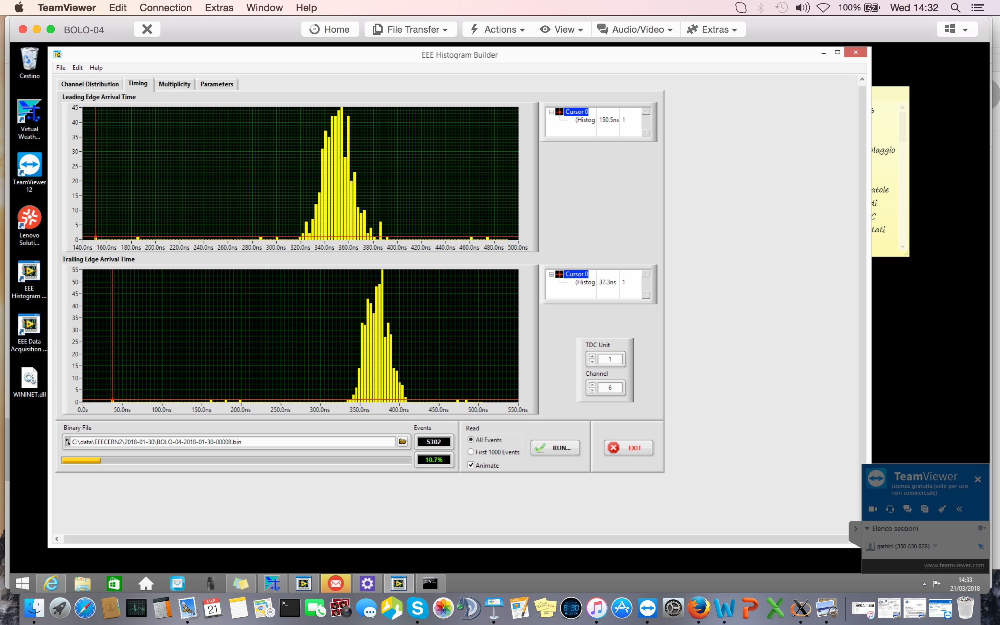 TeamViewer Edit Connection Extras Window Help 100% Wed 14:32
BOLO-04 Home File Transfer Actions View Audio/Video Extras
EEE Histogram Builder
File Edit Help
Channel Distribution Timing Multiplicity Parameters
Leading Edge Arrival Time
45
40
35
30
25
20
15
10
5
0
140.0ns 160.0ns 180.0ns 200.0ns 220.0ns 240.0ns 260.0ns 280.0ns 300.0ns 320.0ns 340.0ns 360.0ns 380.0ns 400.0ns 420.0ns 440.0ns 460.0ns 480.0ns 500.0ns
Cursor 0
(Histog 150.5ns 1
Trailing Edge Arrival Time
55
50
45
40
35
30
25
20
15
10
5
0
0.0s 50.0ns 100.0ns 150.0ns 200.0ns 250.0ns 300.0ns 350.0ns 400.0ns 450.0ns 500.0ns 550.0ns
Cursor 0
(Histog 37.3ns 1
TDC Unit
1
Channel
6
Binary File
C:\data\EEECERN2\2018-01-30\BOLO-04-2018-01-30-00008.bin
Events
5302
10.7%
Read
All Events
First 1000 Events
Animate
RUN...
EXIT
Cestino
Virtual
Weath...
TeamViewer
12
Lenovo
Soluti...
EEE
Histogram ...
EEE Data
Acquisition ...
WININET.dll
olaggio
atole
di
C
tati
TeamViewer
Licenza gratuita (solo per uso
non commerciale)
Elenco sessioni
garbini (350 630 828)
www.teamviewer.com
14:33
21/03/2018
MAR
21
8:30